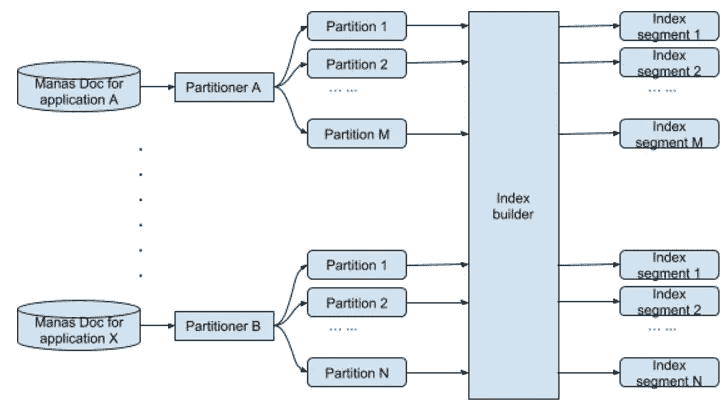 Manas Doc for
application A
Partitioner A
Partition 1
Partition 2
... ...
Partition M
Index
builder
Index
segment 1
Index
segment 2
... ...
Index
segment M
Manas Doc for
application X
Partitioner B
Partition 1
Partition 2
... ...
Partition N
Index
segment 1
Index
segment 2
... ...
Index
segment N